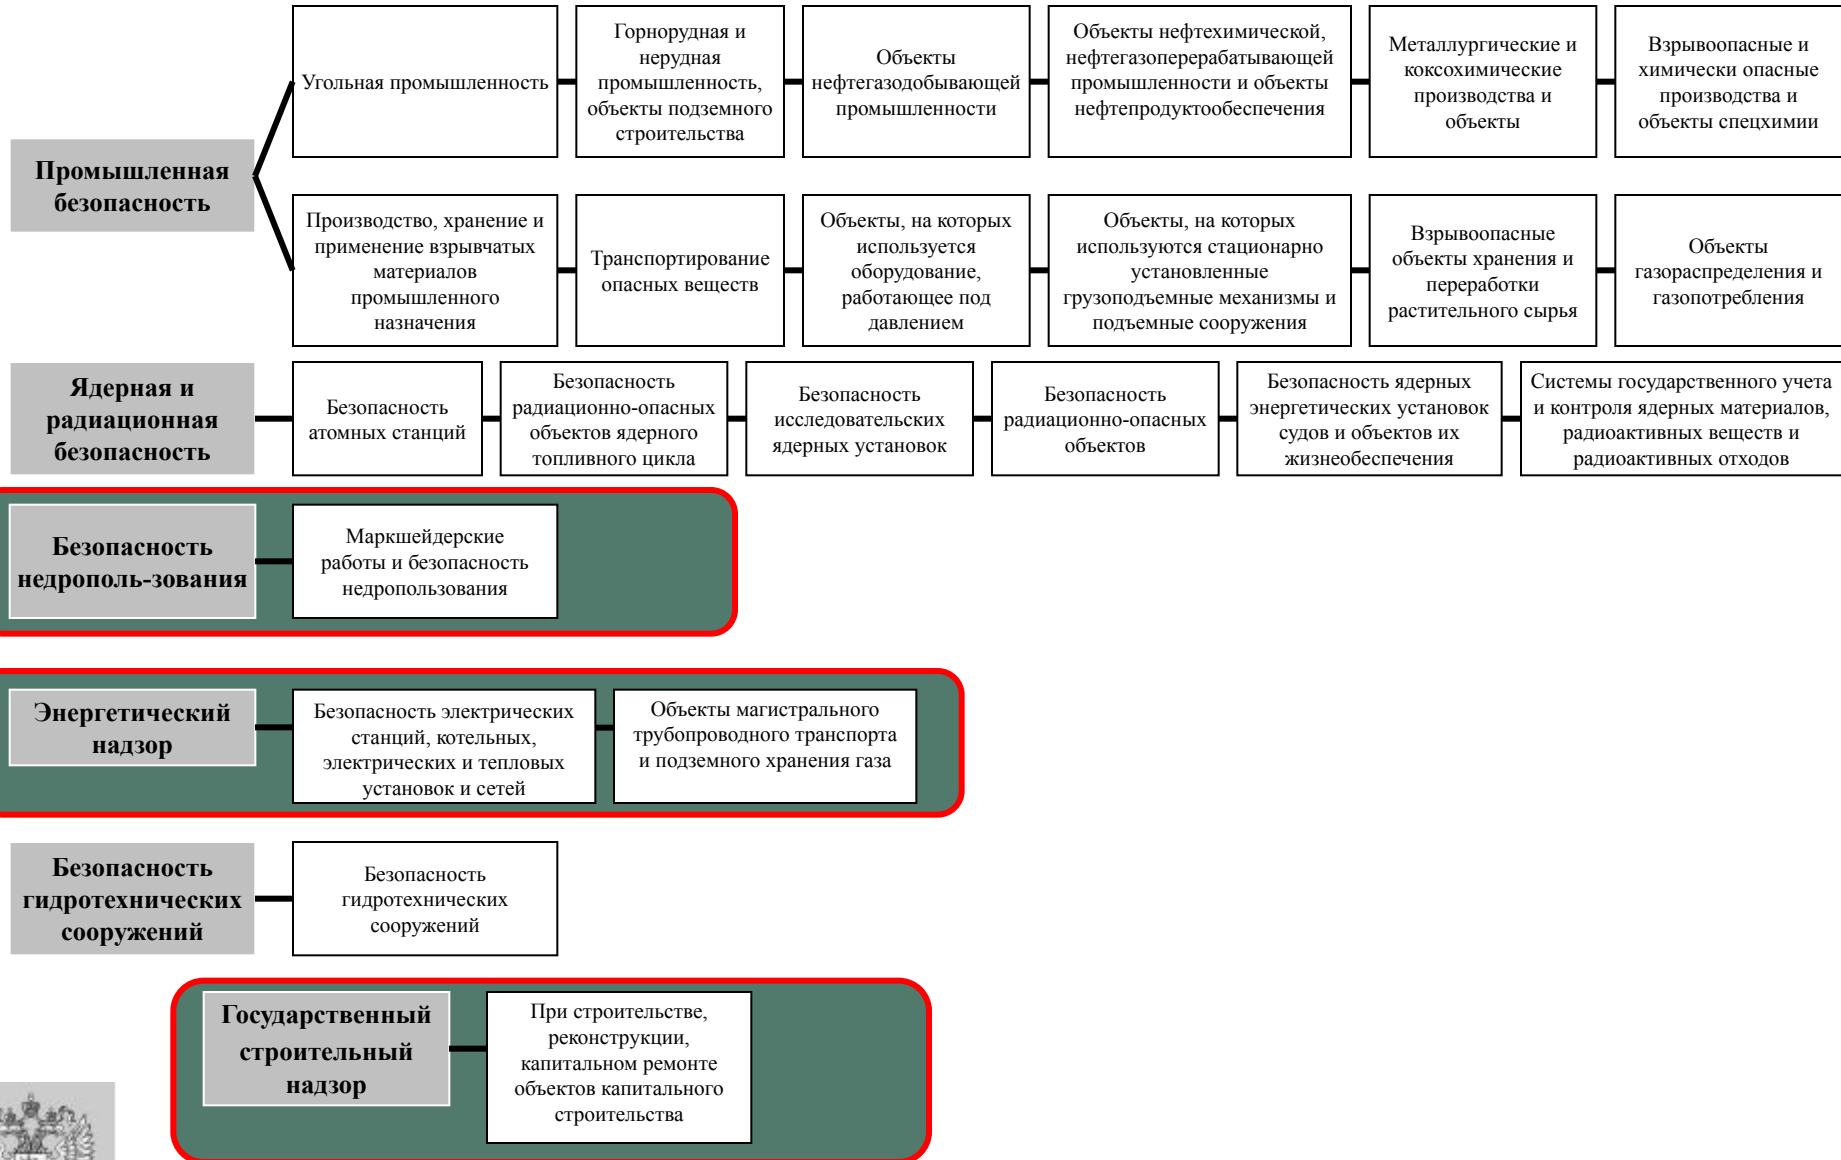 Промышленная
безопасность
Угольная промышленность
Горнорудная и
нерудная
промышленность,
объекты подземного
строительства
Объекты
нефтегазодобывающей
промышленности
Объекты нефтехимической,
нефтегазоперерабатывающей
промышленности и объекты
нефтепродуктообеспечения
Металлургические и
коксохимические
производства и
объекты
Взрывоопасные и
химически опасные
производства и
объекты спецхимии
Производство, хранение и
применение взрывчатых
материалов
промышленного
назначения
Транспортирование
опасных веществ
Объекты, на которых
используется
оборудование,
работающее под
давлением
Объекты, на которых
используются стационарно
установленные
грузоподъемные механизмы и
подъемные сооружения
Взрывоопасные
объекты хранения и
переработки
растительного сырья
Объекты
газораспределения и
газопотребления
Ядерная и
радиационная
безопасность
Безопасность
атомных станций
Безопасность
радиационно-опасных
объектов ядерного
топливного цикла
Безопасность
исследовательских
ядерных установок
Безопасность
радиационно-опасных
объектов
Безопасность ядерных
энергетических установок
судов и объектов их
жизнеобеспечения
Системы государственного учета
и контроля ядерных материалов,
радиоактивных веществ и
радиоактивных отходов
Безопасность
недрополь-зования
Маркшейдерские
работы и безопасность
недропользования
Энергетический
надзор
Безопасность электрических
станций, котельных,
электрических и тепловых
установок и сетей
Объекты магистрального
трубопроводного транспорта
и подземного хранения газа
Безопасность
гидротехнических
сооружений
Безопасность
гидротехнических
сооружений
Государственный
строительный
надзор
При строительстве,
реконструкции,
капитальном ремонте
объектов капитального
строительства